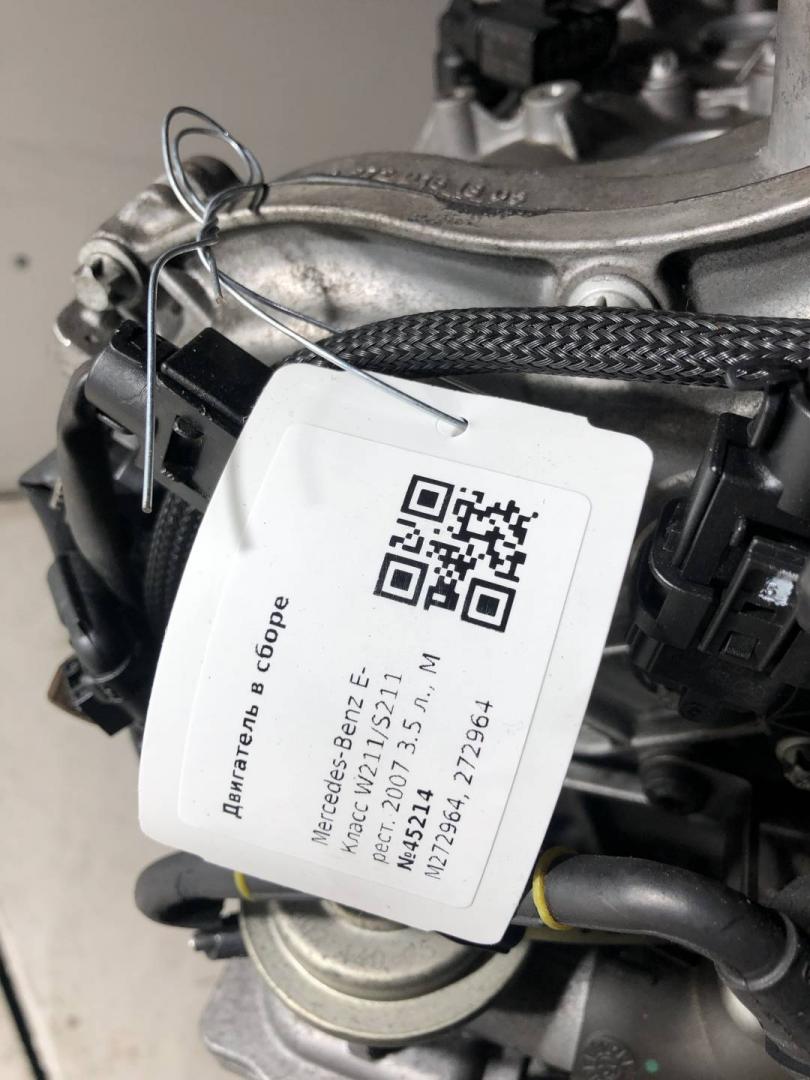 Двигатель в сборе
Mercedes-Benz E-
Класс W211/S211
рест. 2007 3.5 л., M
№45214
M272964, 272964